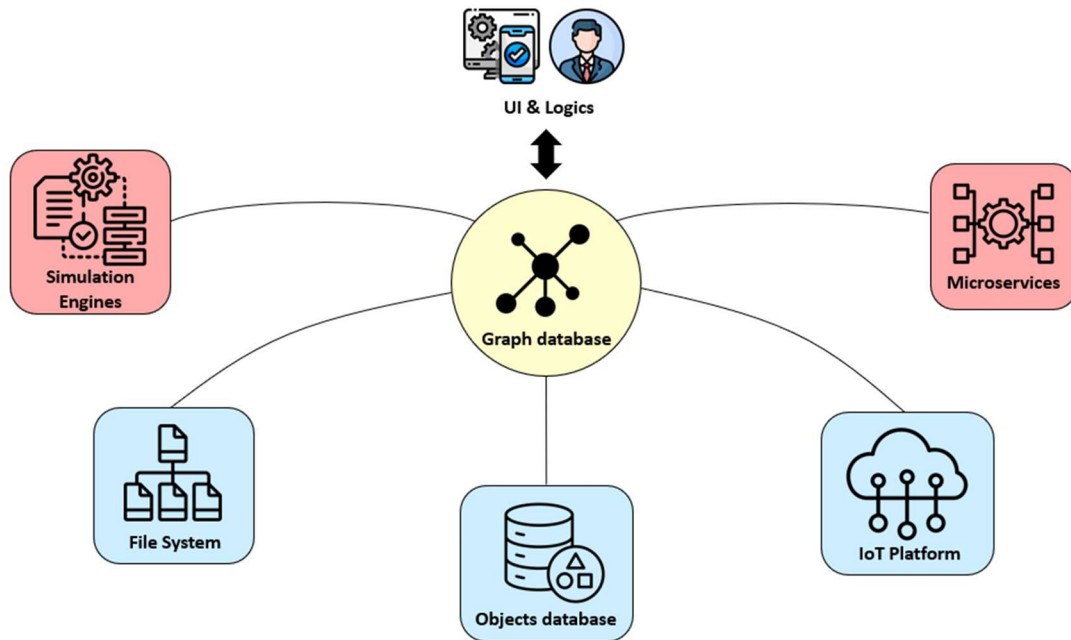 UI & Logics
Simulation
Engines
Microservices
Graph database
File System
IoT Platform
Objects database